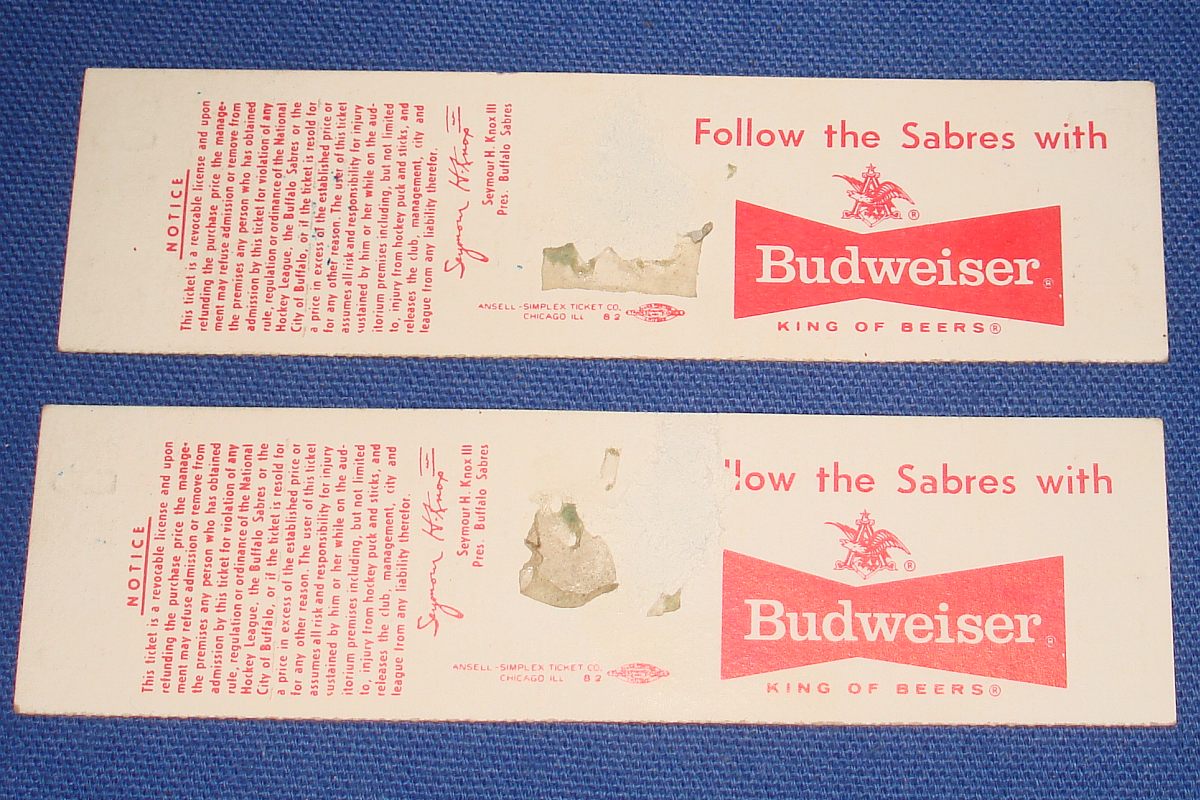 NOTICE
This ticket is a revocable license and upon
refunding the purchase price the manage-
ment may refuse admission or remove from
the premises any person who has obtained
admission by this ticket for violation of any
rule, regulation or ordinance of the National
Hockey League, the Buffalo Sabres or the
City of Buffalo, or if the ticket is resold for
a price in excess of the established price or
for any other reason. The user of this ticket
assumes all risk and responsibility for injury
sustained by him or her while on the aud-
itorium premises including, but not limited
to, injury from hockey puck and sticks, and
releases the club, management, city and
league from any liability therefor.
Seymour H. Knox III
Seymour H. Knox III
Pres. Buffalo Sabres
ANSELL-SIMPLEX TICKET CO.
CHICAGO ILL 82
Follow the Sabres with
Budweiser®
KING OF BEERS®
NOTICE
This ticket is a revocable license and upon
refunding the purchase price the manage-
ment may refuse admission or remove from
the premises any person who has obtained
admission by this ticket for violation of any
rule, regulation or ordinance of the National
Hockey League, the Buffalo Sabres or the
City of Buffalo, or if the ticket is resold for
a price in excess of the established price or
for any other reason. The user of this ticket
assumes all risk and responsibility for injury
sustained by him or her while on the aud-
itorium premises including, but not limited
to, injury from hockey puck and sticks, and
releases the club, management, city and
league from any liability therefor.
Seymour H. Knox III
Seymour H. Knox III
Pres. Buffalo Sabres
ANSELL-SIMPLEX TICKET CO.
CHICAGO ILL 82
llow the Sabres with
Budweiser®
KING OF BEERS®